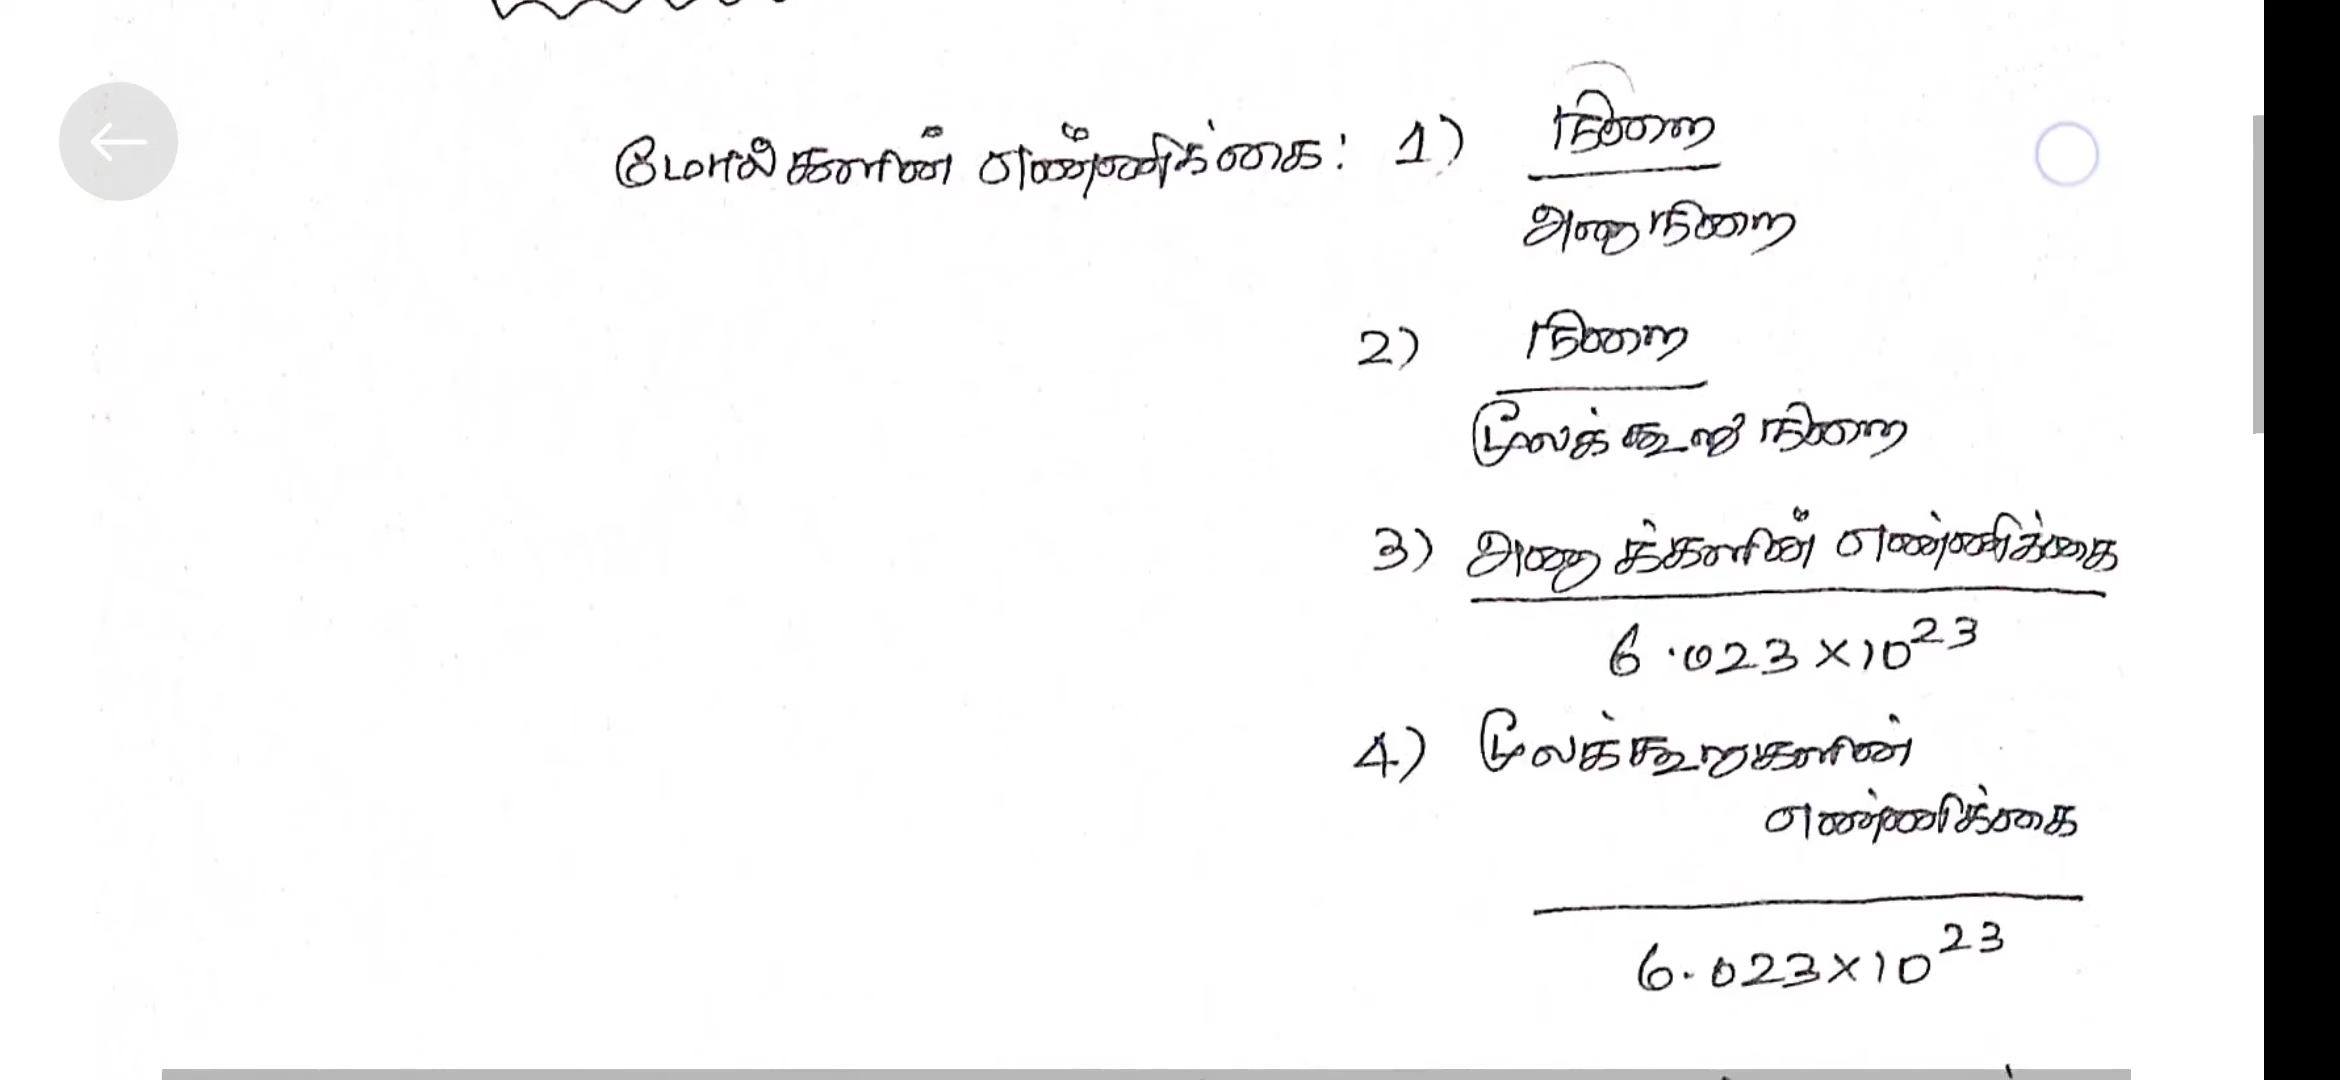 மோல்களின் எண்ணிக்கை: 1) நிறை
அணுநிறை
2) நிறை
மூலக்கூறு நிறை
3) அணுக்களின் எண்ணிக்கை
6.023 × 10²³
4) மூலக்கூறுகளின்
எண்ணிக்கை
6.023 × 10²³